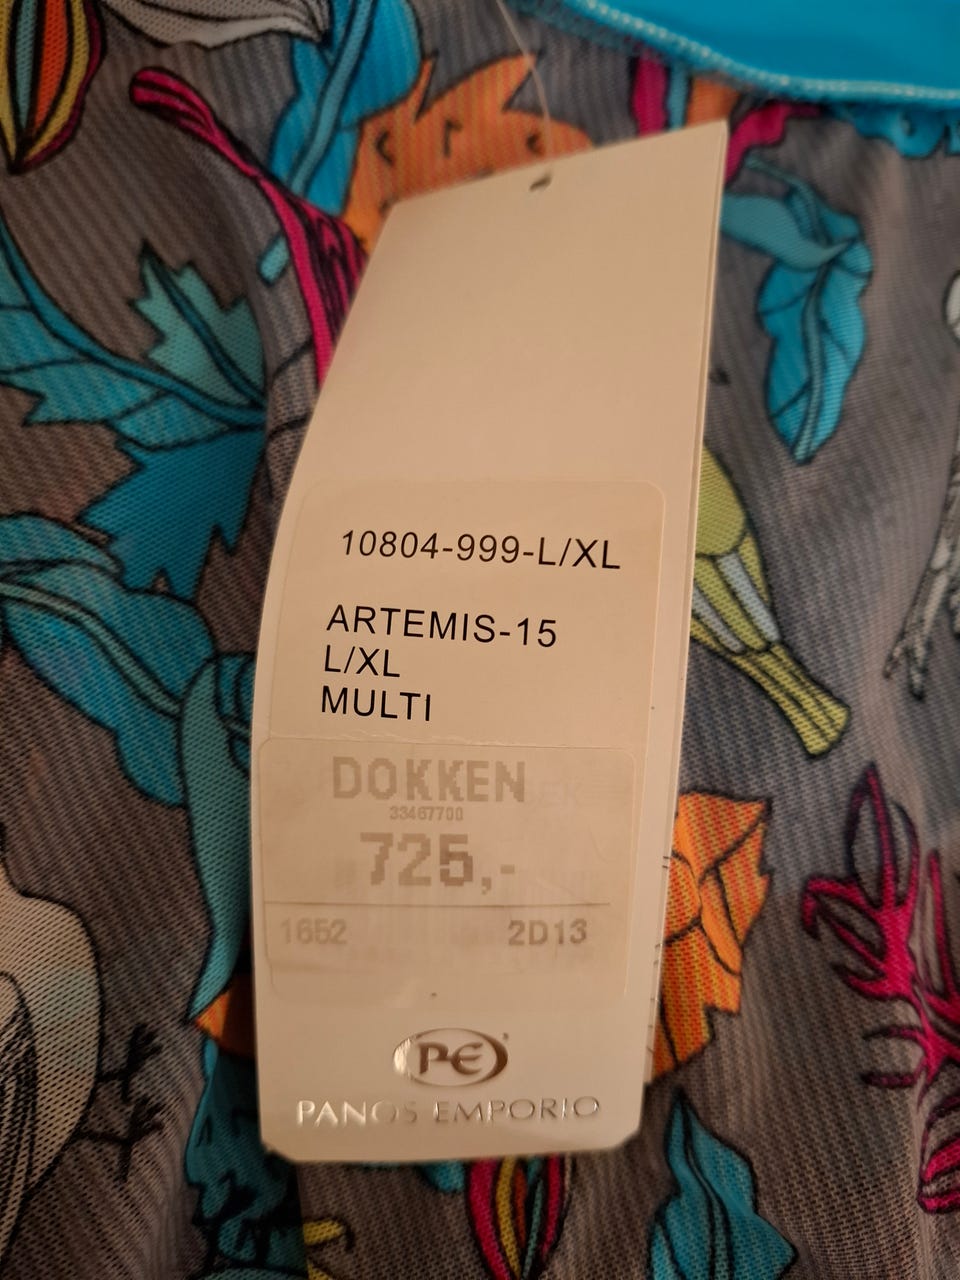 10804-999-L/XL
ARTEMIS-15
L/XL
MULTI
DOKKEN
33467700
725,-
1652 2D13
PE
PANOS EMPORIO